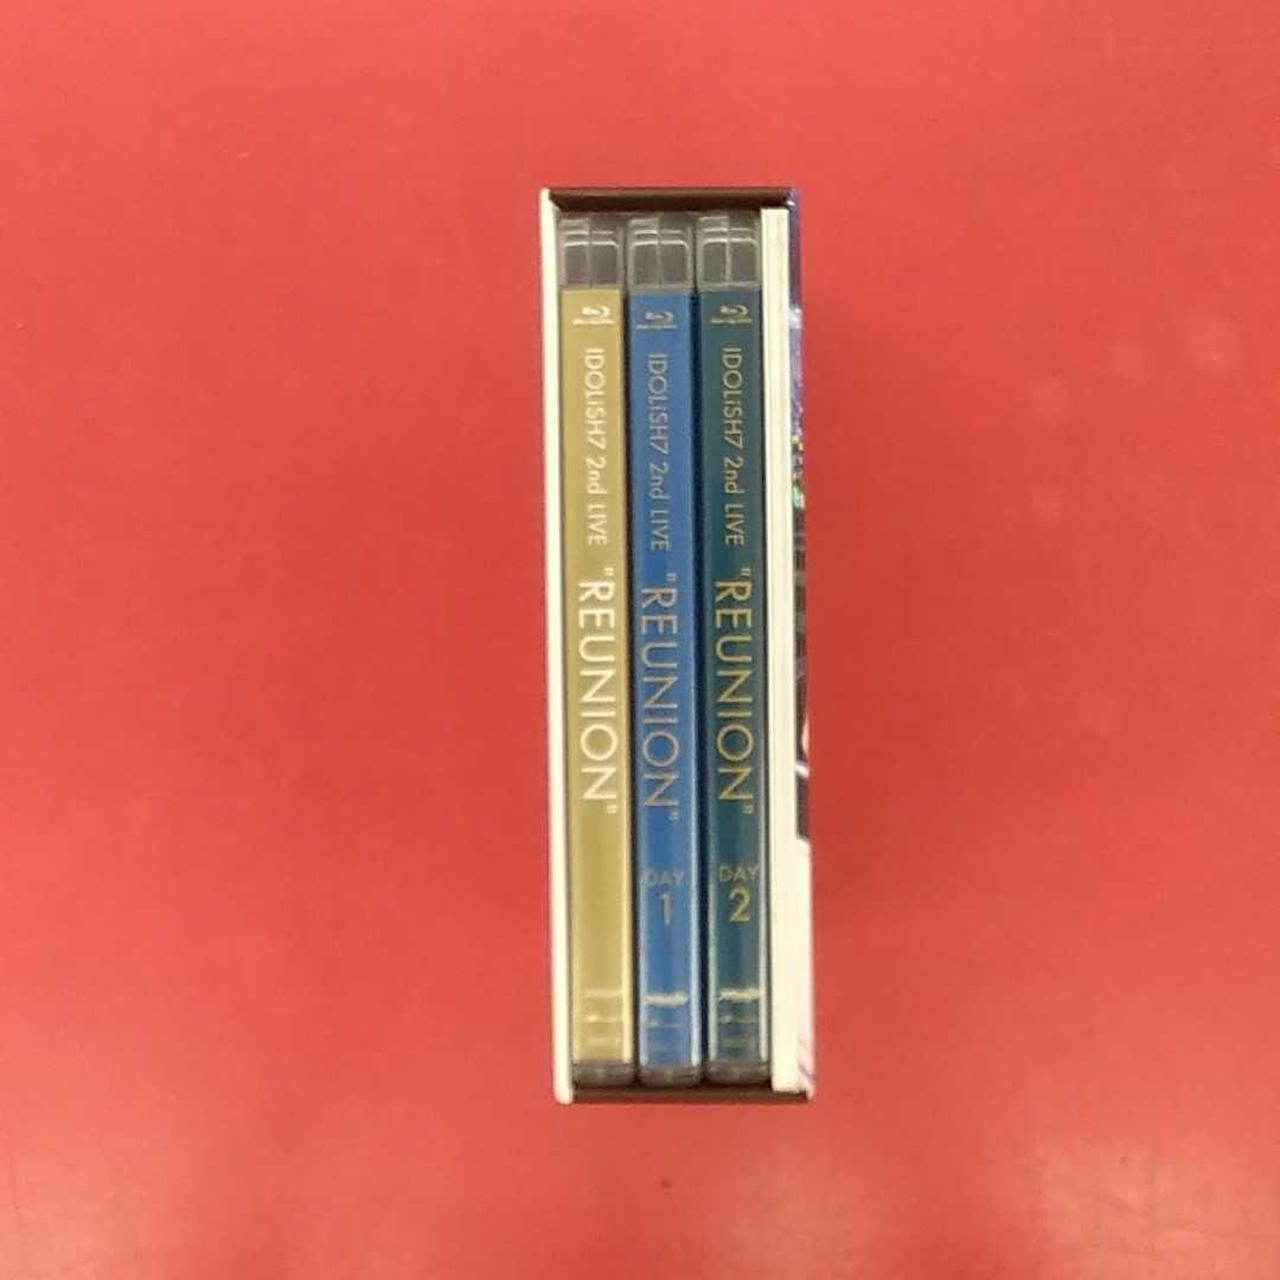 IDOLiSH7 2nd LIVE "REUNION"
IDOLiSH7 2nd LIVE "REUNION" DAY 1
IDOLiSH7 2nd LIVE "REUNION" DAY 2